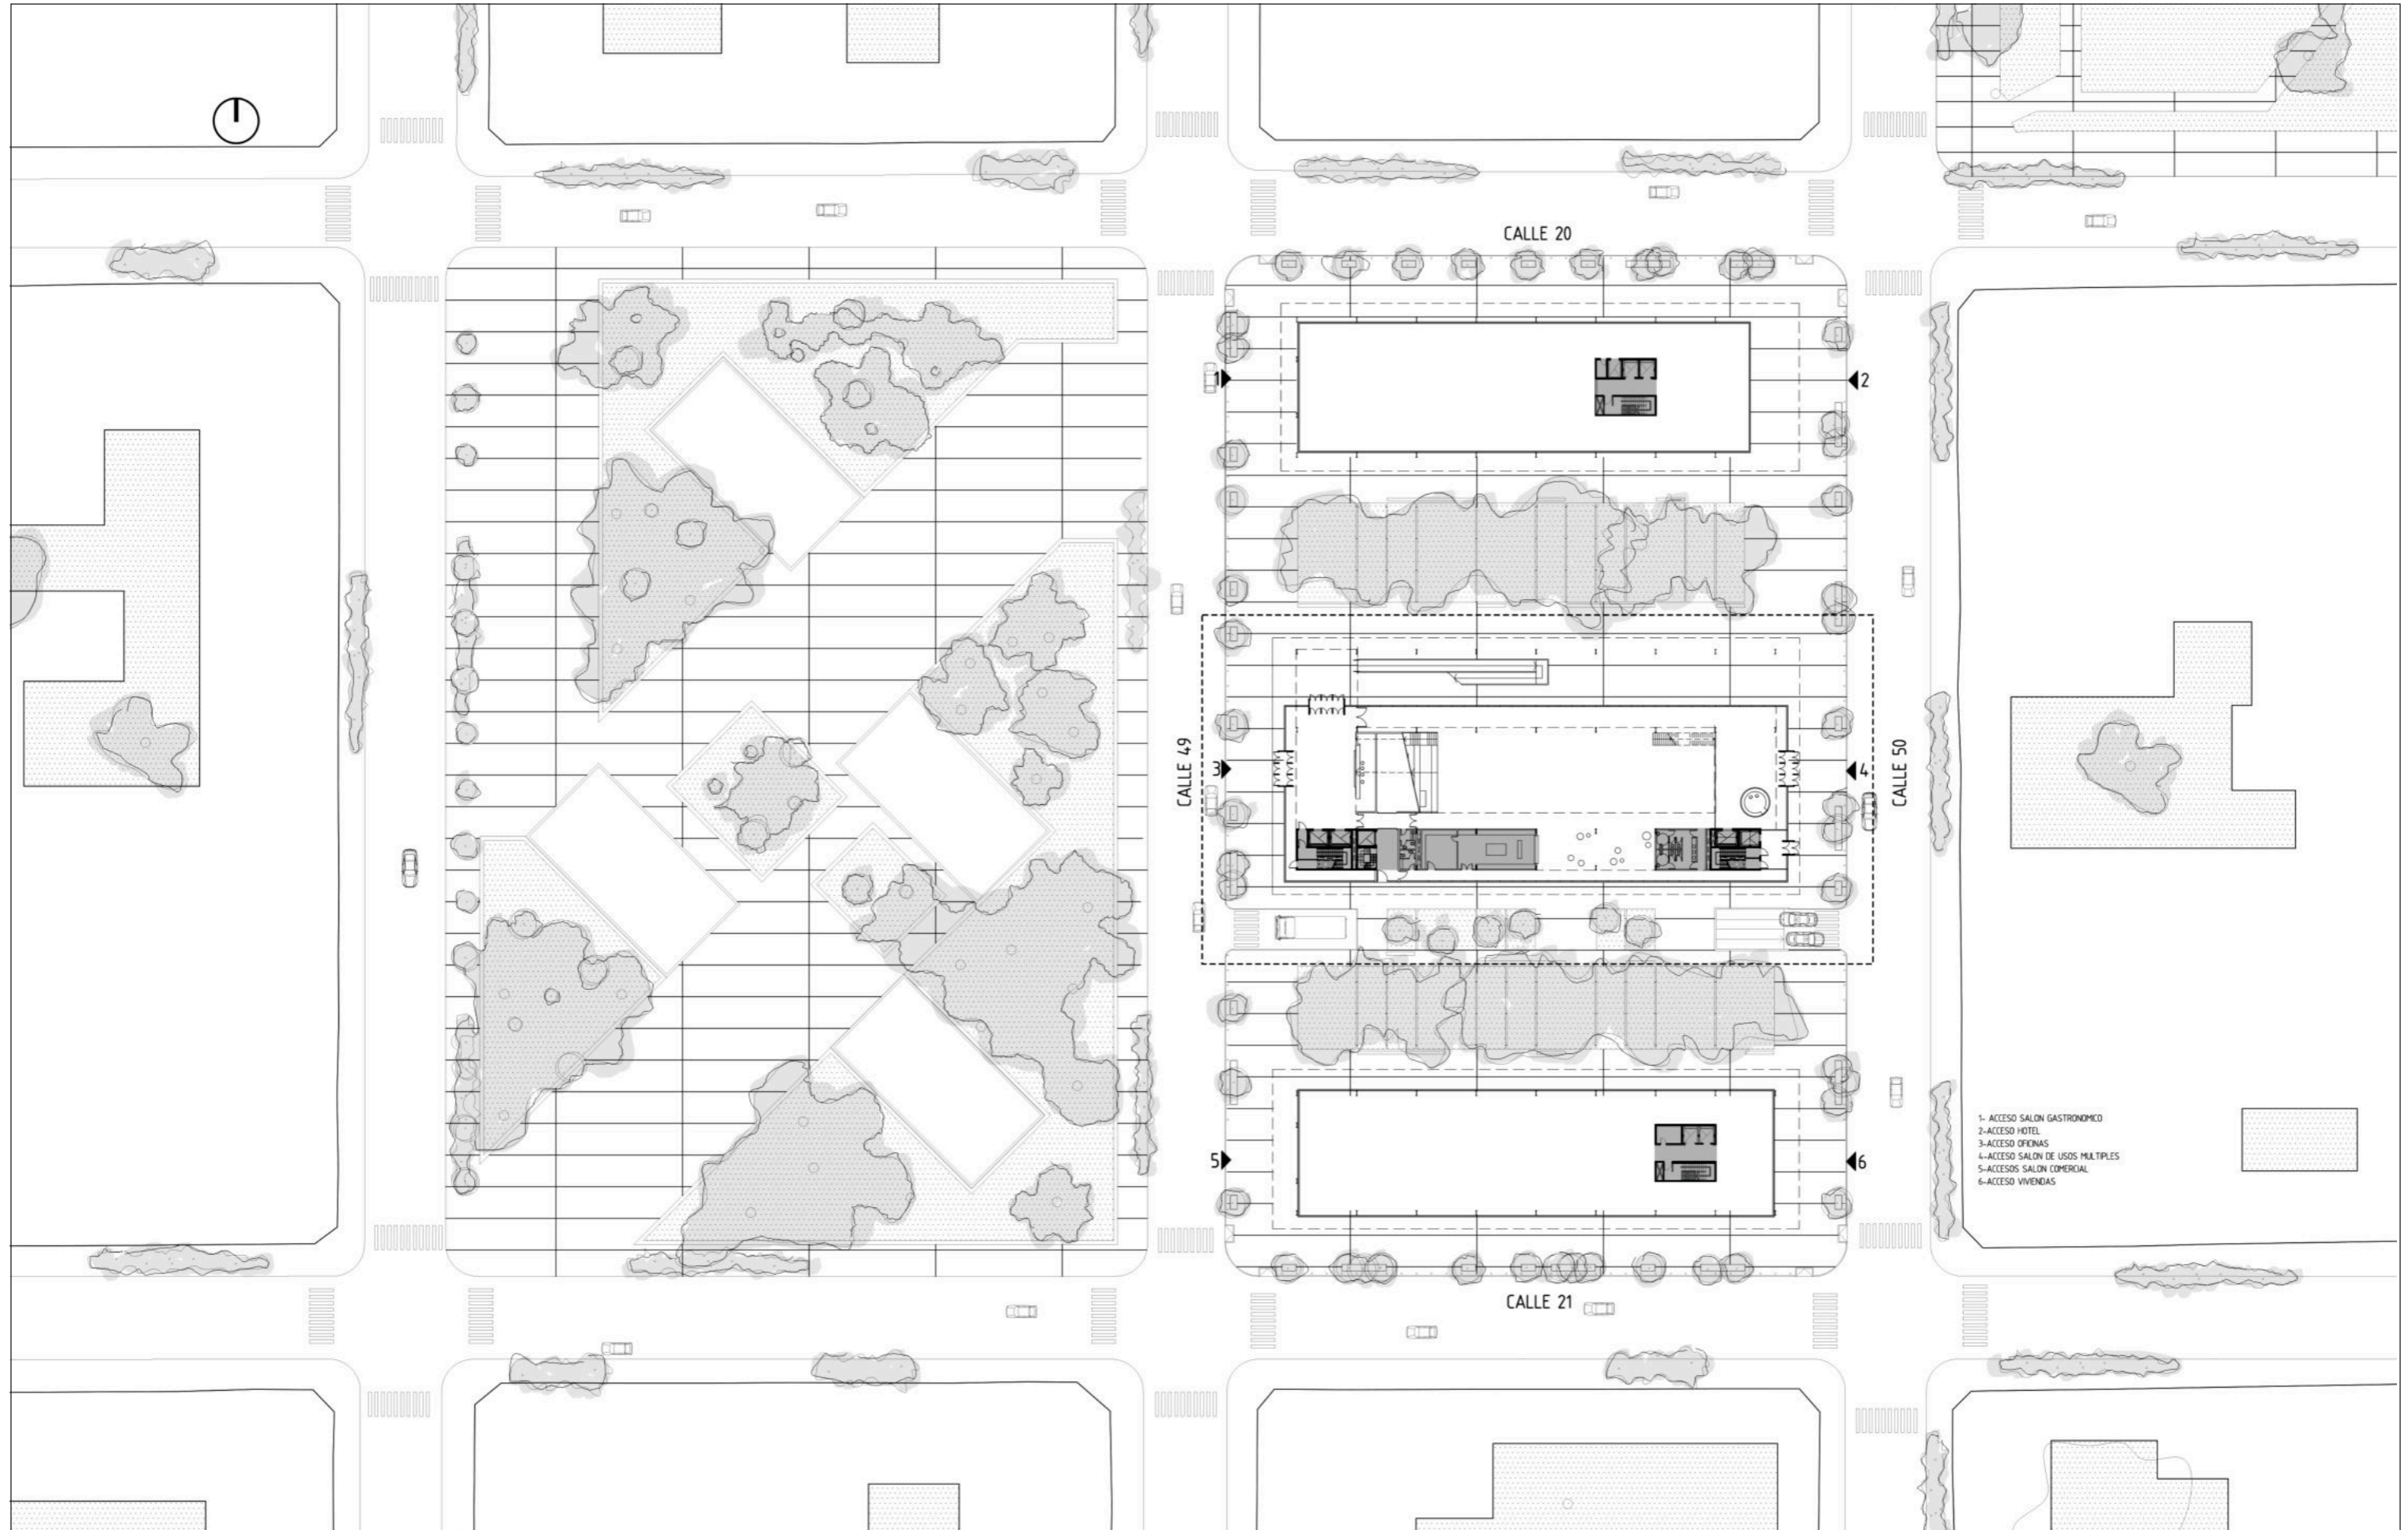 CALLE 20
1
2
CALLE 49
3
4
CALLE 50
1- ACCESO SALON GASTRONOMICO
2-ACCESO HOTEL
3-ACCESO OFICINAS
4-ACCESO SALON DE USOS MULTIPLES
5-ACCESOS SALON COMERCIAL
6-ACCESO VIVIENDAS
5
6
CALLE 21